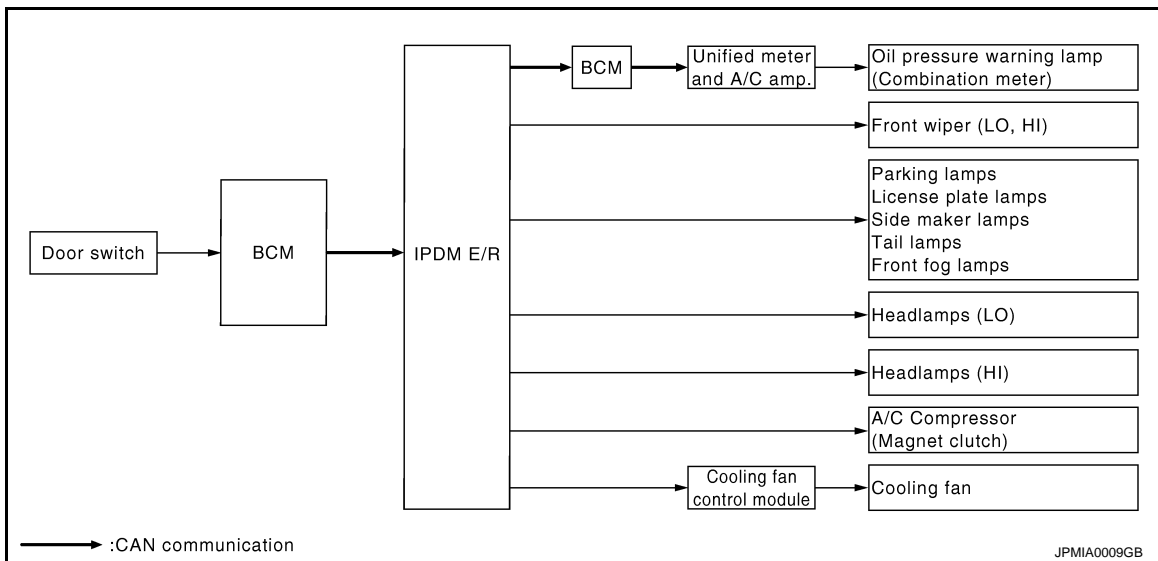 Door switch
BCM
IPDM E/R
BCM
Unified meter
and A/C amp.
Oil pressure warning lamp
(Combination meter)
Front wiper (LO, HI)
Parking lamps
License plate lamps
Side maker lamps
Tail lamps
Front fog lamps
Headlamps (LO)
Headlamps (HI)
A/C Compressor
(Magnet clutch)
Cooling fan
control module
Cooling fan
:CAN communication
JPMIA0009GB